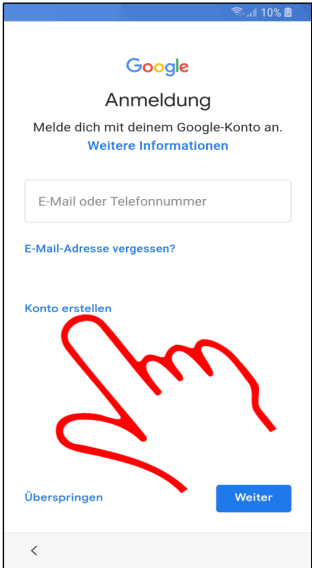 10%
Google
Anmeldung
Melde dich mit deinem Google-Konto an.
Weitere Informationen
E-Mail oder Telefonnummer
E-Mail-Adresse vergessen?
Konto erstellen
Überspringen
Weiter